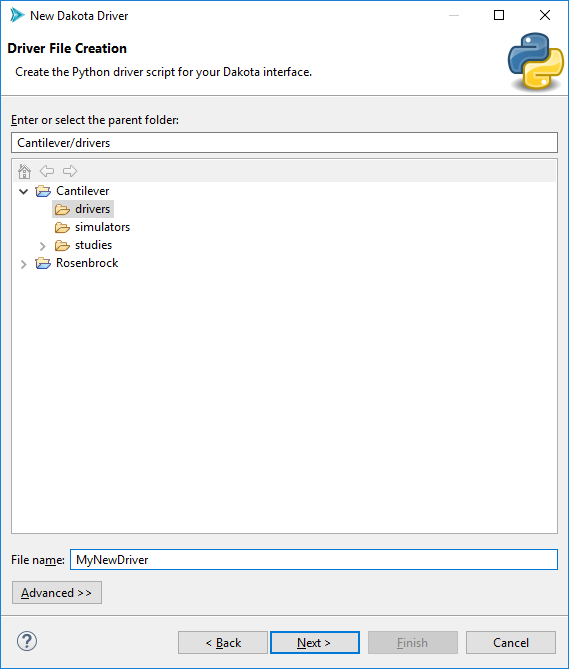 New Dakota Driver
Driver File Creation
Create the Python driver script for your Dakota interface.
Enter or select the parent folder:
Cantilever/drivers
Cantilever
drivers
simulators
studies
Rosenbrock
File name: MyNewDriver
Advanced >>
? < Back Next > Finish Cancel